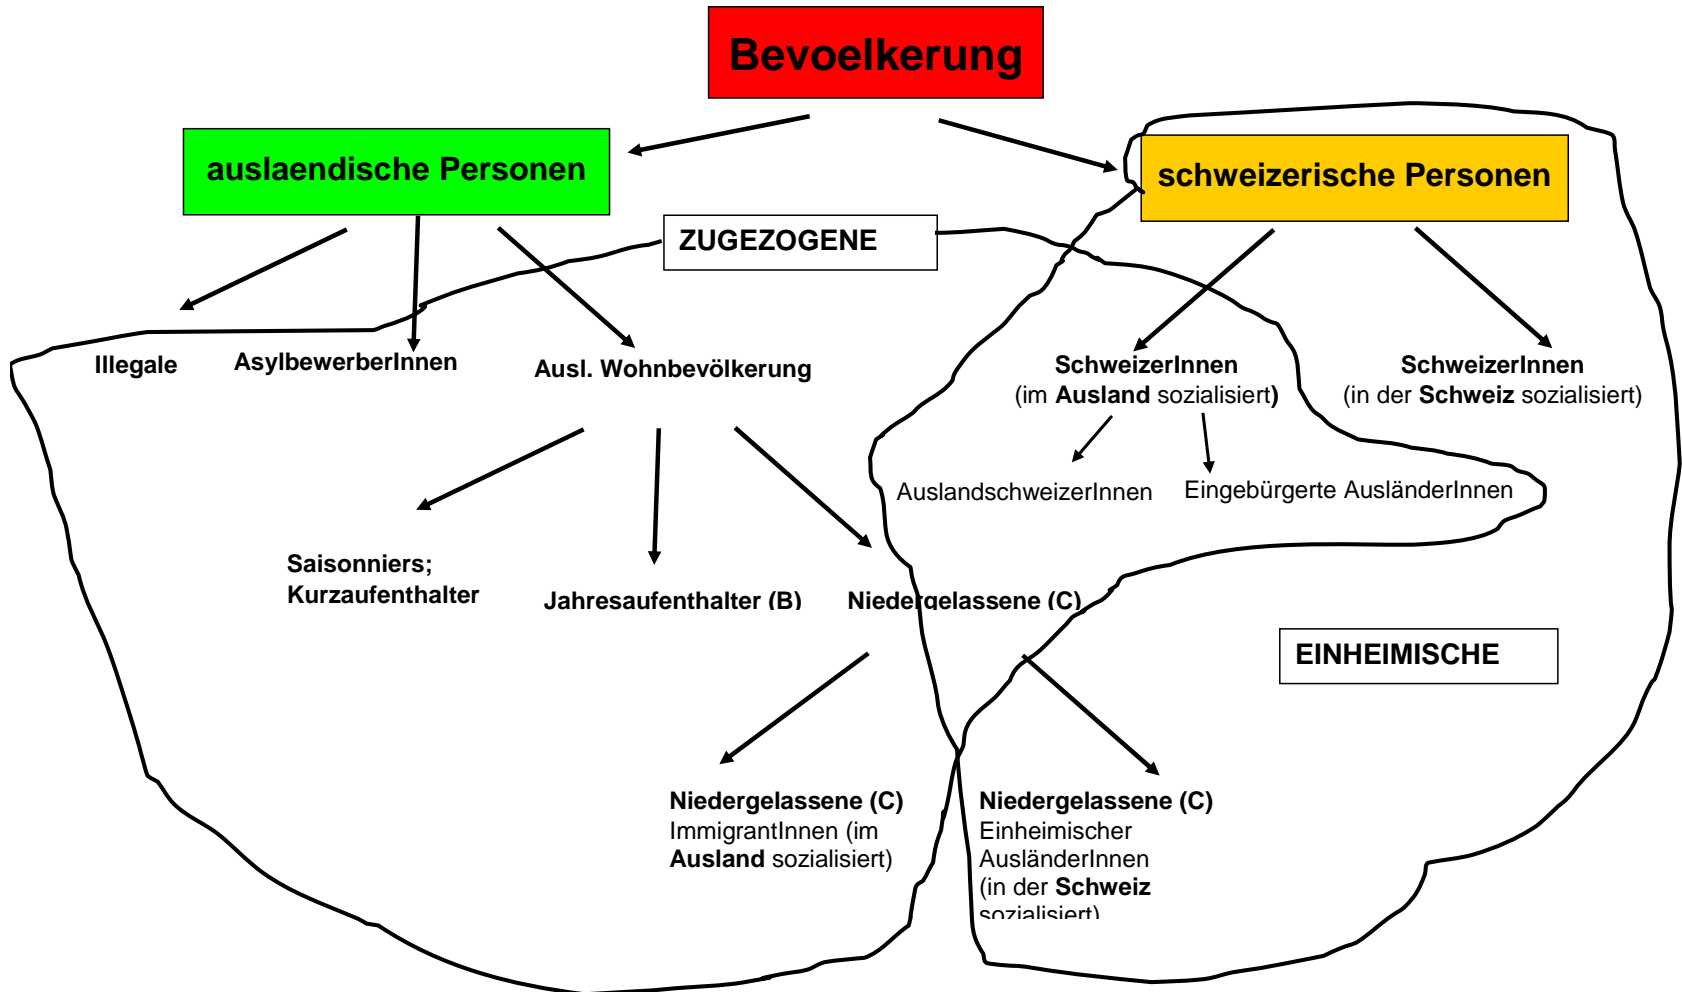 Bevoelkerung
auslaendische Personen
schweizerische Personen
ZUGEZOGENE
Illegale
AsylbewerberInnen
Ausl. Wohnbevölkerung
SchweizerInnen
(im Ausland sozialisiert)
SchweizerInnen
(in der Schweiz sozialisiert)
AuslandschweizerInnen
Eingebürgerte AusländerInnen
Saisonniers;
Kurzaufenthalter
Jahresaufenthalter (B)
Niedergelassene (C)
EINHEIMISCHE
Niedergelassene (C)
ImmigrantInnen (im
Ausland sozialisiert)
Niedergelassene (C)
Einheimischer
AusländerInnen
(in der Schweiz
sozialisiert)